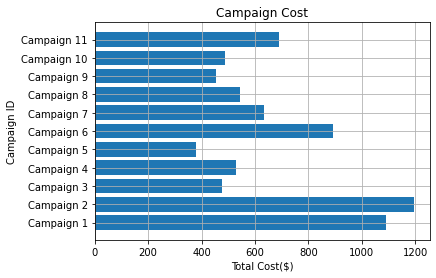 Campaign Cost
Campaign 11
Campaign 10
Campaign 9
Campaign 8
Campaign 7
Campaign 6
Campaign 5
Campaign 4
Campaign 3
Campaign 2
Campaign 1
Campaign ID
0 200 400 600 800 1000 1200
Total Cost($)